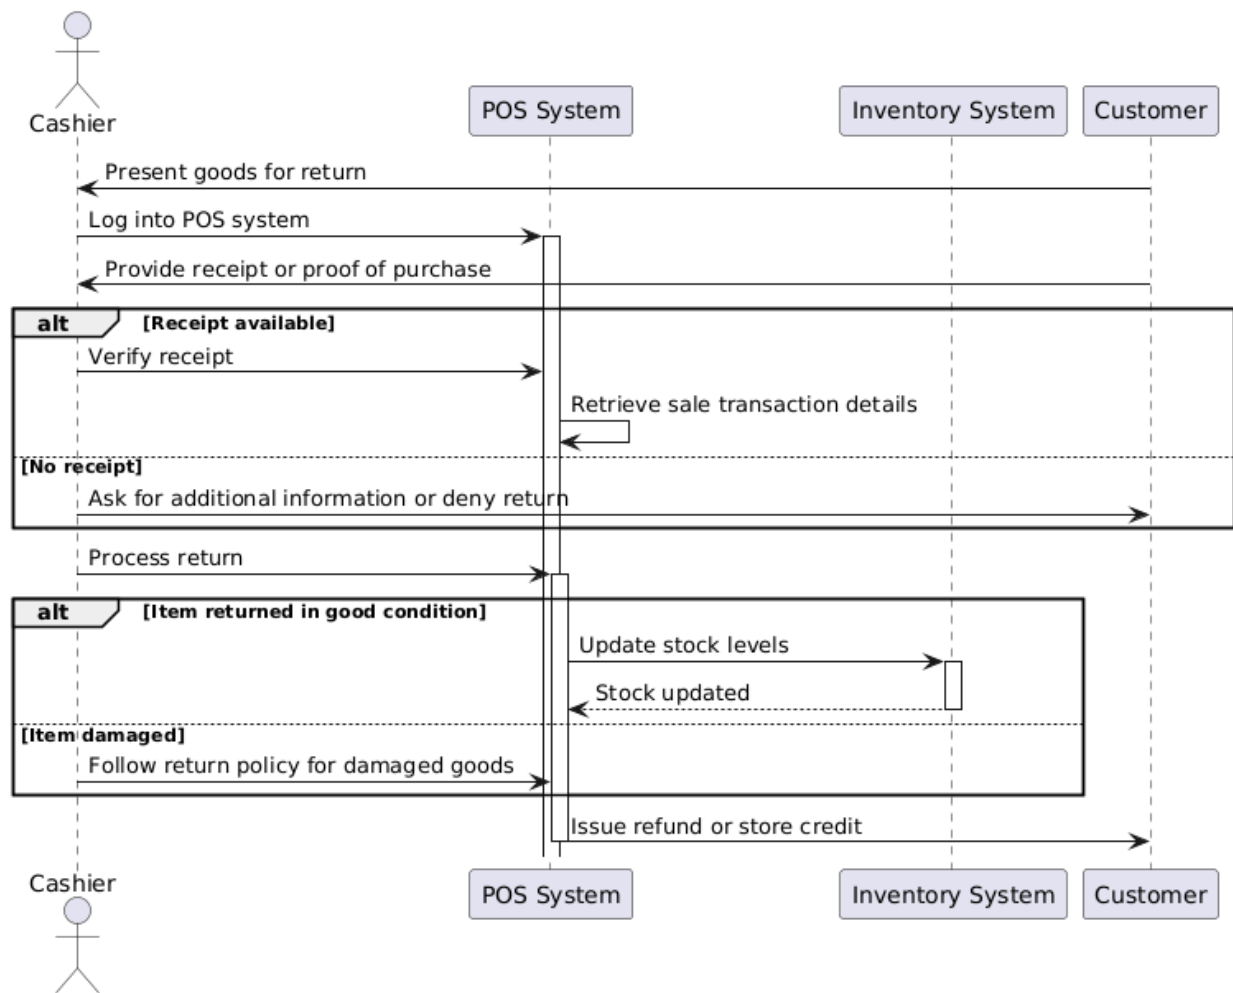 Cashier
POS System
Inventory System
Customer
Present goods for return
Log into POS system
Provide receipt or proof of purchase
alt
[Receipt available]
Verify receipt
Retrieve sale transaction details
[No receipt]
Ask for additional information or deny return
Process return
alt
[Item returned in good condition]
Update stock levels
Stock updated
[Item damaged]
Follow return policy for damaged goods
Issue refund or store credit
Cashier
POS System
Inventory System
Customer